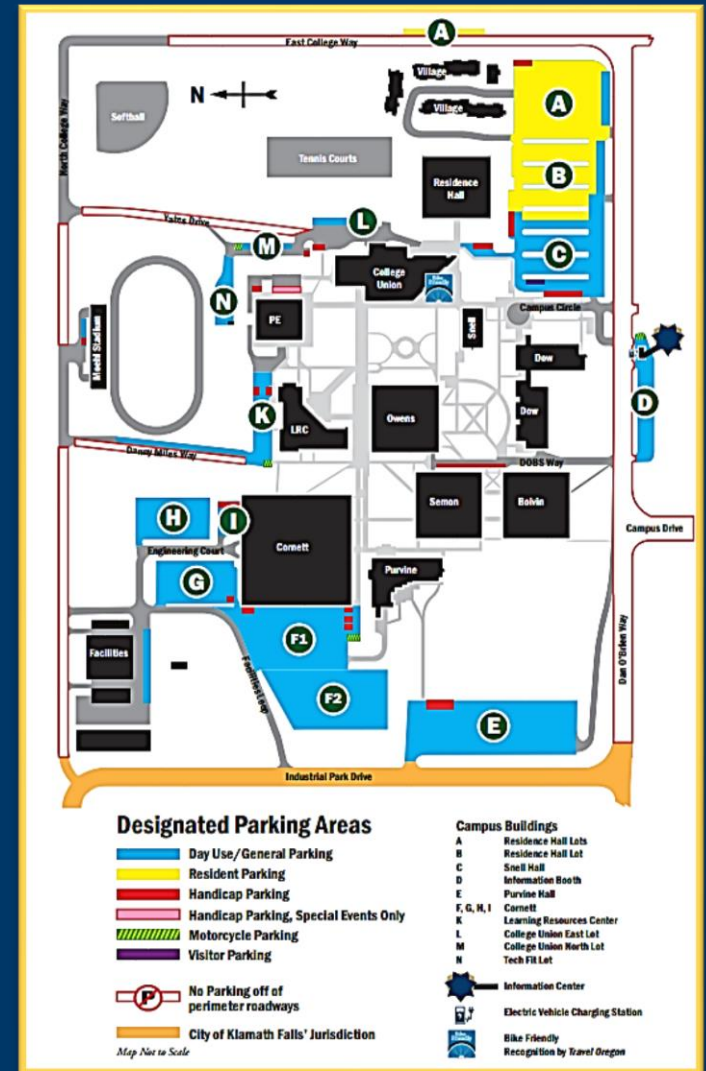 A
East College Way
Village
Village
A
North College Way
Softball
N
Tennis Courts
Residence
Hall
B
Yates Drive
L
M
C
College
Union
Bike
Friendly
N
PE
Campus Circle
Snell
Moehl Stadium
Dow
D
K
LRC
Owens
Dow
Danny Miles Way
DOBS Way
H
I
Semon
Boivin
Campus Drive
Cornett
Engineering Court
Purvine
G
F1
Facilities
Facilities Loop
Dan O'Brien Way
F2
E
Industrial Park Drive
Designated Parking Areas
Day Use/General Parking
Resident Parking
Handicap Parking
Handicap Parking, Special Events Only
Motorcycle Parking
Visitor Parking
P
No Parking off of
perimeter roadways
City of Klamath Falls' Jurisdiction
Map Not to Scale
Campus Buildings
A Residence Hall Lots
B Residence Hall Lot
C Snell Hall
D Information Booth
E Purvine Hall
F, G, H, I Cornett
K Learning Resources Center
L College Union East Lot
M College Union North Lot
N Tech Fit Lot
Information Center
Electric Vehicle Charging Station
Bike Friendly
Recognition by Travel Oregon